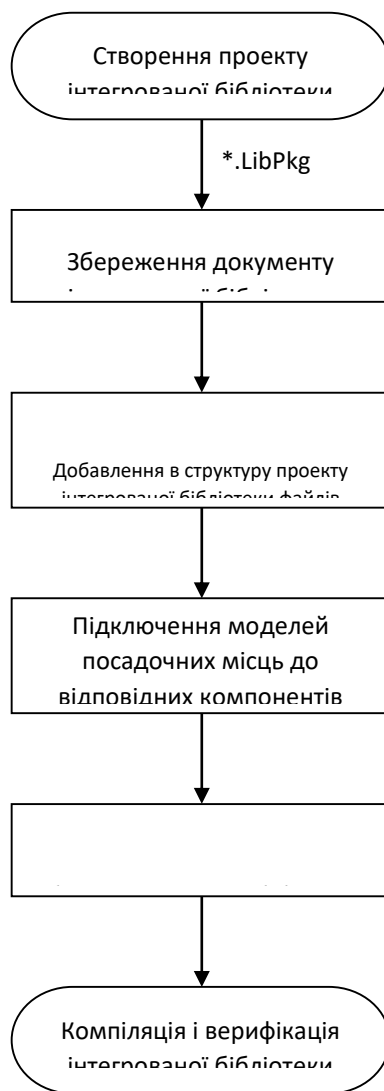 Створення проекту
інтегрованої бібліотеки
*.LibPkg
Збереження документу
Добавлення в структуру проекту
інтегрованої бібліотеки файлів
Підключення моделей
посадочних місць до
відповідних компонентів
Компіляція і верифікація
інтегрованої бібліотеки